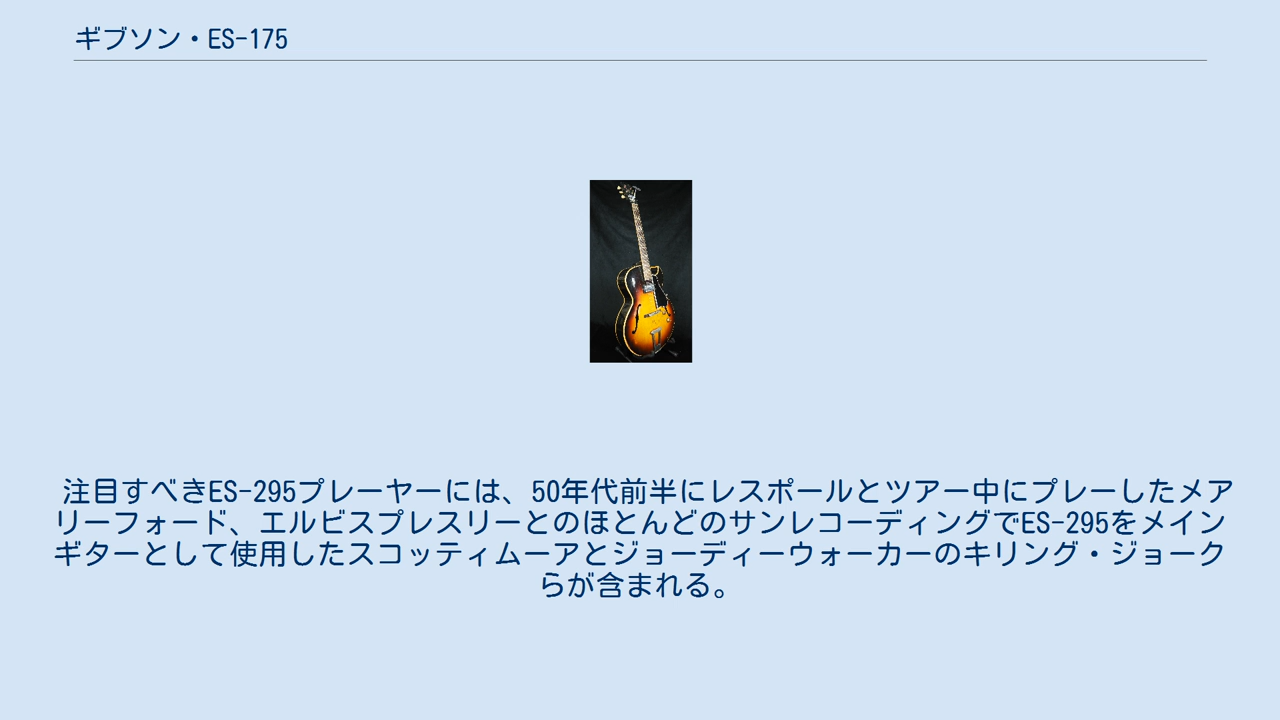 ギブソン・ES-175
注目すべきES-295プレーヤーには、50年代前半にレスポールとツアー中にプレーしたメア
リーフォード、エルビスプレスリーとのほとんどのサンレコーディングでES-295をメイン
ギターとして使用したスコッティムーアとジョーディーウォーカーのキリング・ジョーク
らが含まれる。